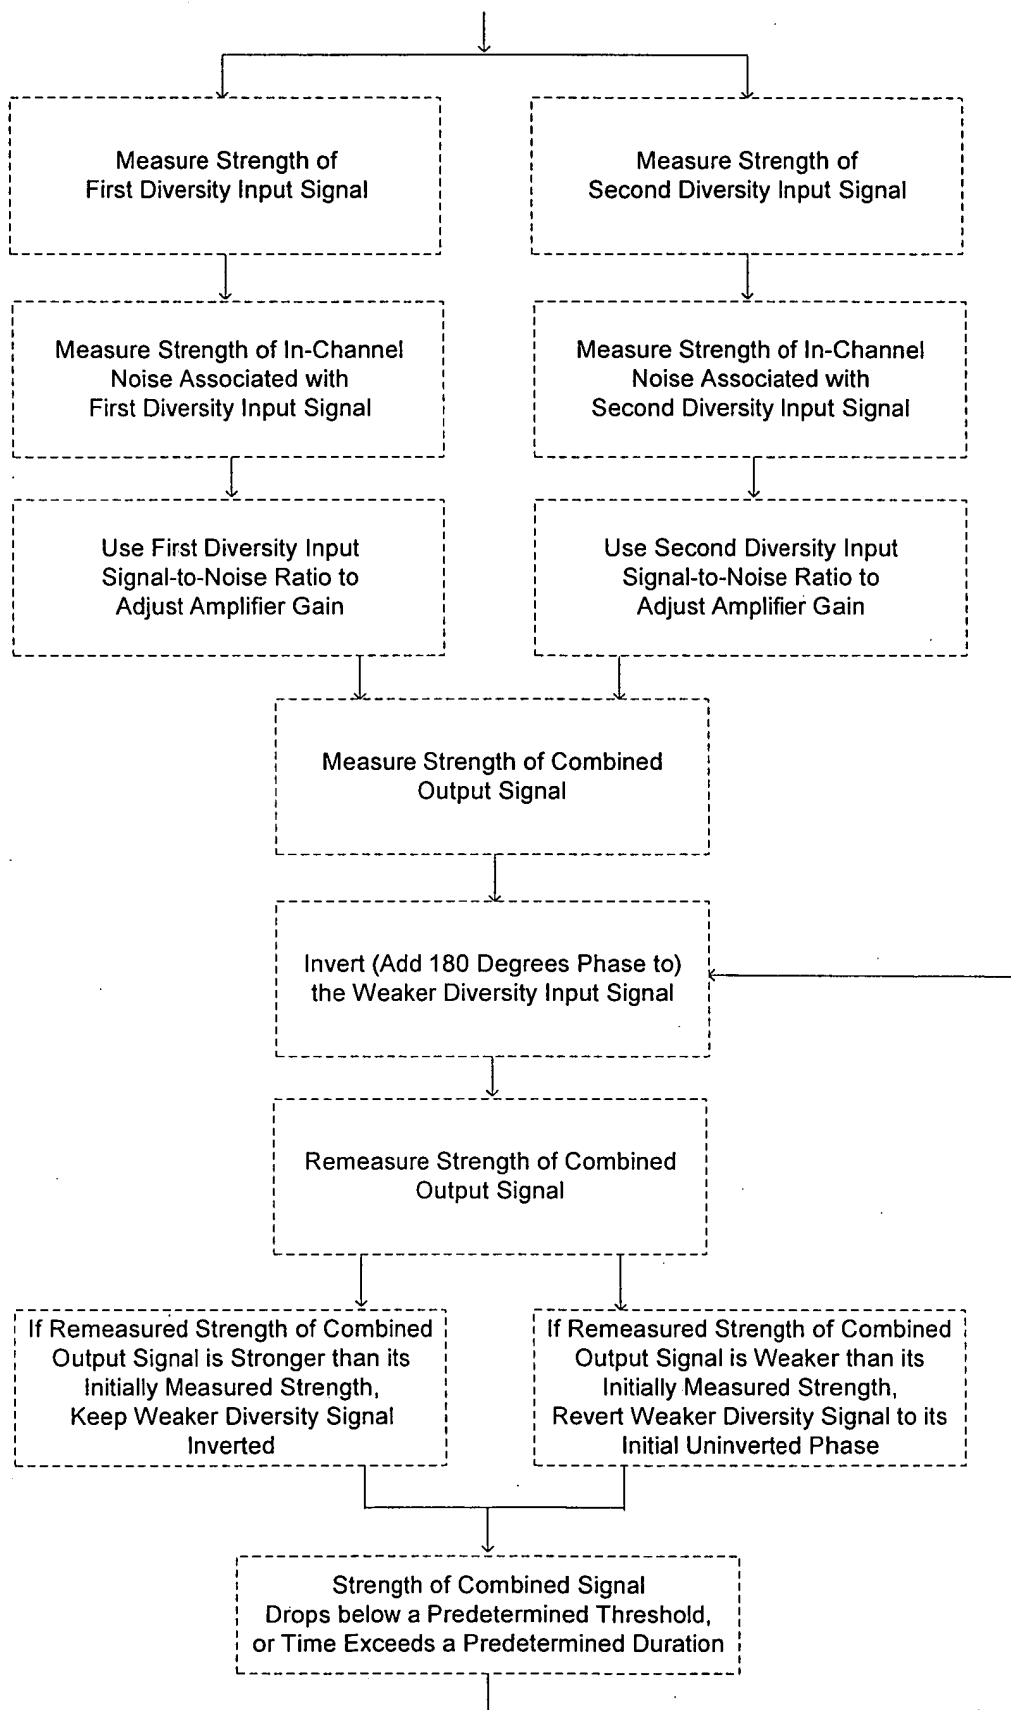 Measure Strength of
First Diversity Input Signal
Measure Strength of
Second Diversity Input Signal
Measure Strength of In-Channel
Noise Associated with
First Diversity Input Signal
Measure Strength of In-Channel
Noise Associated with
Second Diversity Input Signal
Use First Diversity Input
Signal-to-Noise Ratio to
Adjust Amplifier Gain
Use Second Diversity Input
Signal-to-Noise Ratio to
Adjust Amplifier Gain
Measure Strength of Combined
Output Signal
Invert (Add 180 Degrees Phase to)
the Weaker Diversity Input Signal
Remeasure Strength of Combined
Output Signal
If Remeasured Strength of Combined
Output Signal is Stronger than its
Initially Measured Strength,
Keep Weaker Diversity Signal
Inverted
If Remeasured Strength of Combined
Output Signal is Weaker than its
Initially Measured Strength,
Revert Weaker Diversity Signal to its
Initial Uninverted Phase
Strength of Combined Signal
Drops below a Predetermined Threshold,
or Time Exceeds a Predetermined Duration